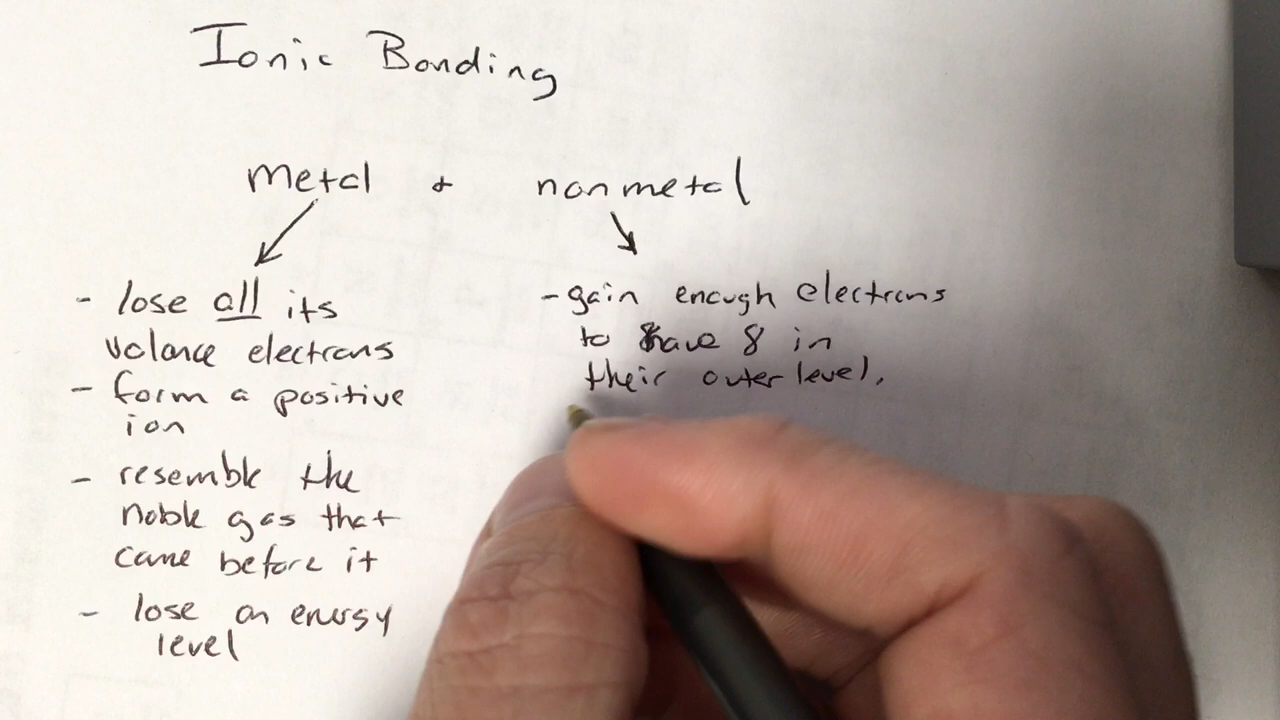 Ionic Bonding
metal + nonmetal
- lose all its
valance electrons
- form a positive
ion
- resemble the
noble gas that
came before it
- lose an energy
level
- gain enough electrons
to have 8 in
their outer level.